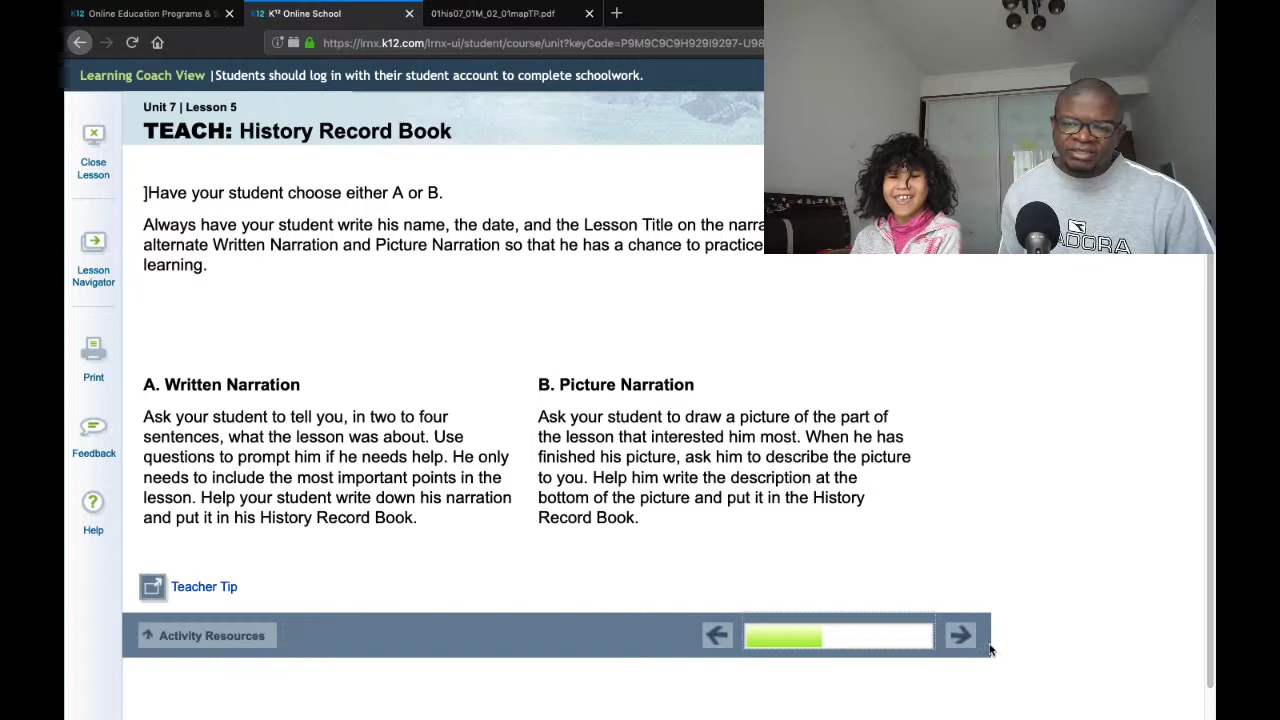 K12 Online Education Programs & S
K12 K¹² Online School
01his07_01M_02_01mapTP.pdf
https://lrnx.k12.com/lrnx-ui/student/course/unit?keyCode=P9M9C9C9H929I9297-U98
Learning Coach View |Students should log in with their student account to complete schoolwork.
Unit 7 | Lesson 5
TEACH: History Record Book
Close
Lesson
Lesson
Navigator
Print
Feedback
Help
]Have your student choose either A or B.
Always have your student write his name, the date, and the Lesson Title on the narra
alternate Written Narration and Picture Narration so that he has a chance to practice
learning.
A. Written Narration
Ask your student to tell you, in two to four
sentences, what the lesson was about. Use
questions to prompt him if he needs help. He only
needs to include the most important points in the
lesson. Help your student write down his narration
and put it in his History Record Book.
B. Picture Narration
Ask your student to draw a picture of the part of
the lesson that interested him most. When he has
finished his picture, ask him to describe the picture
to you. Help him write the description at the
bottom of the picture and put it in the History
Record Book.
Teacher Tip
Activity Resources
ADORA